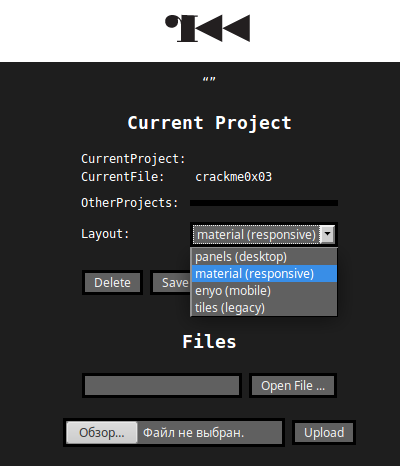 “”
Current Project
CurrentProject:
CurrentFile: crackme0x03
OtherProjects:
Layout: material (responsive)
panels (desktop)
material (responsive)
enyo (mobile)
tiles (legacy)
Delete Save
Files
Open File ...
Обзор... Файл не выбран. Upload